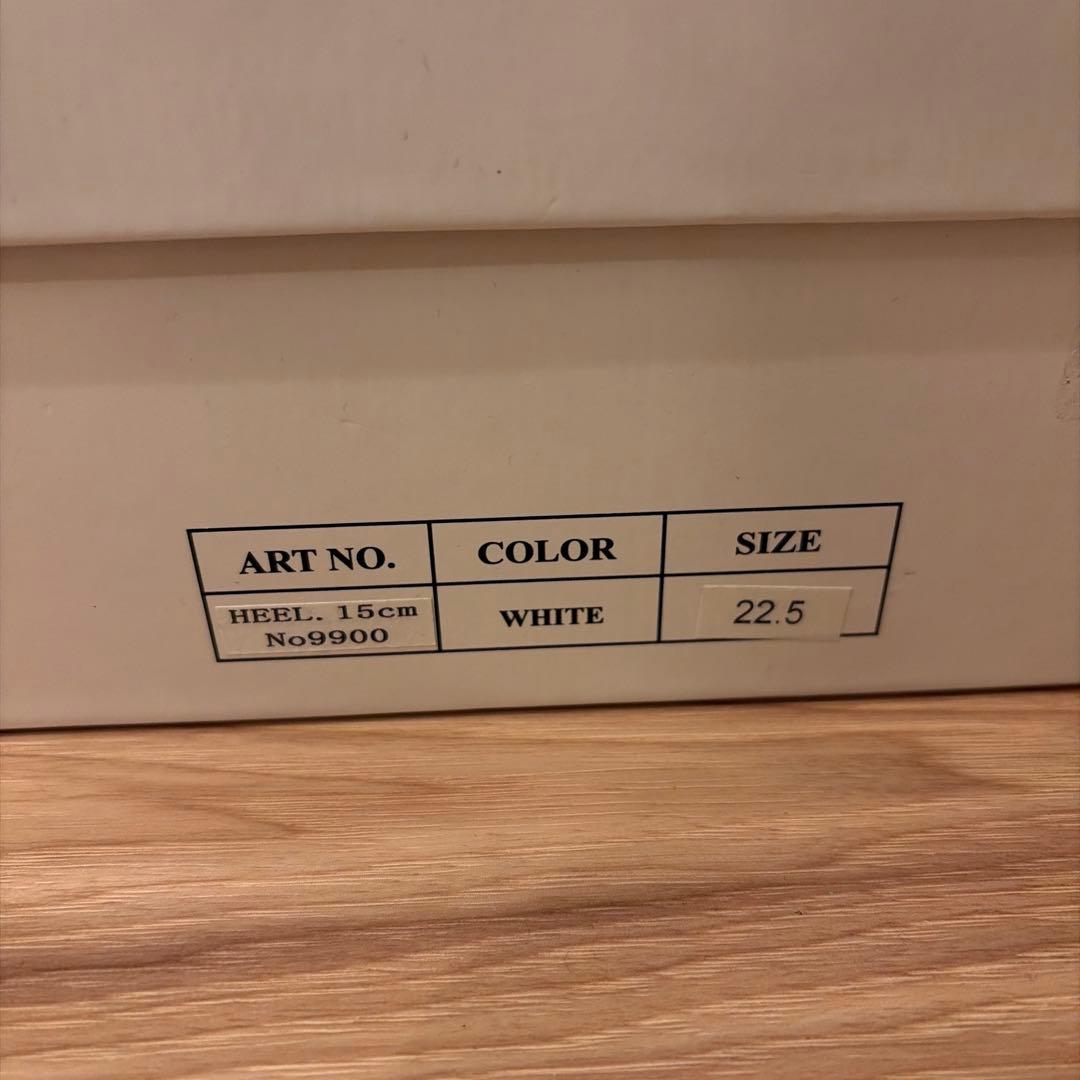 ART NO. COLOR SIZE
HEEL. 15cm
No9900 WHITE 22.5